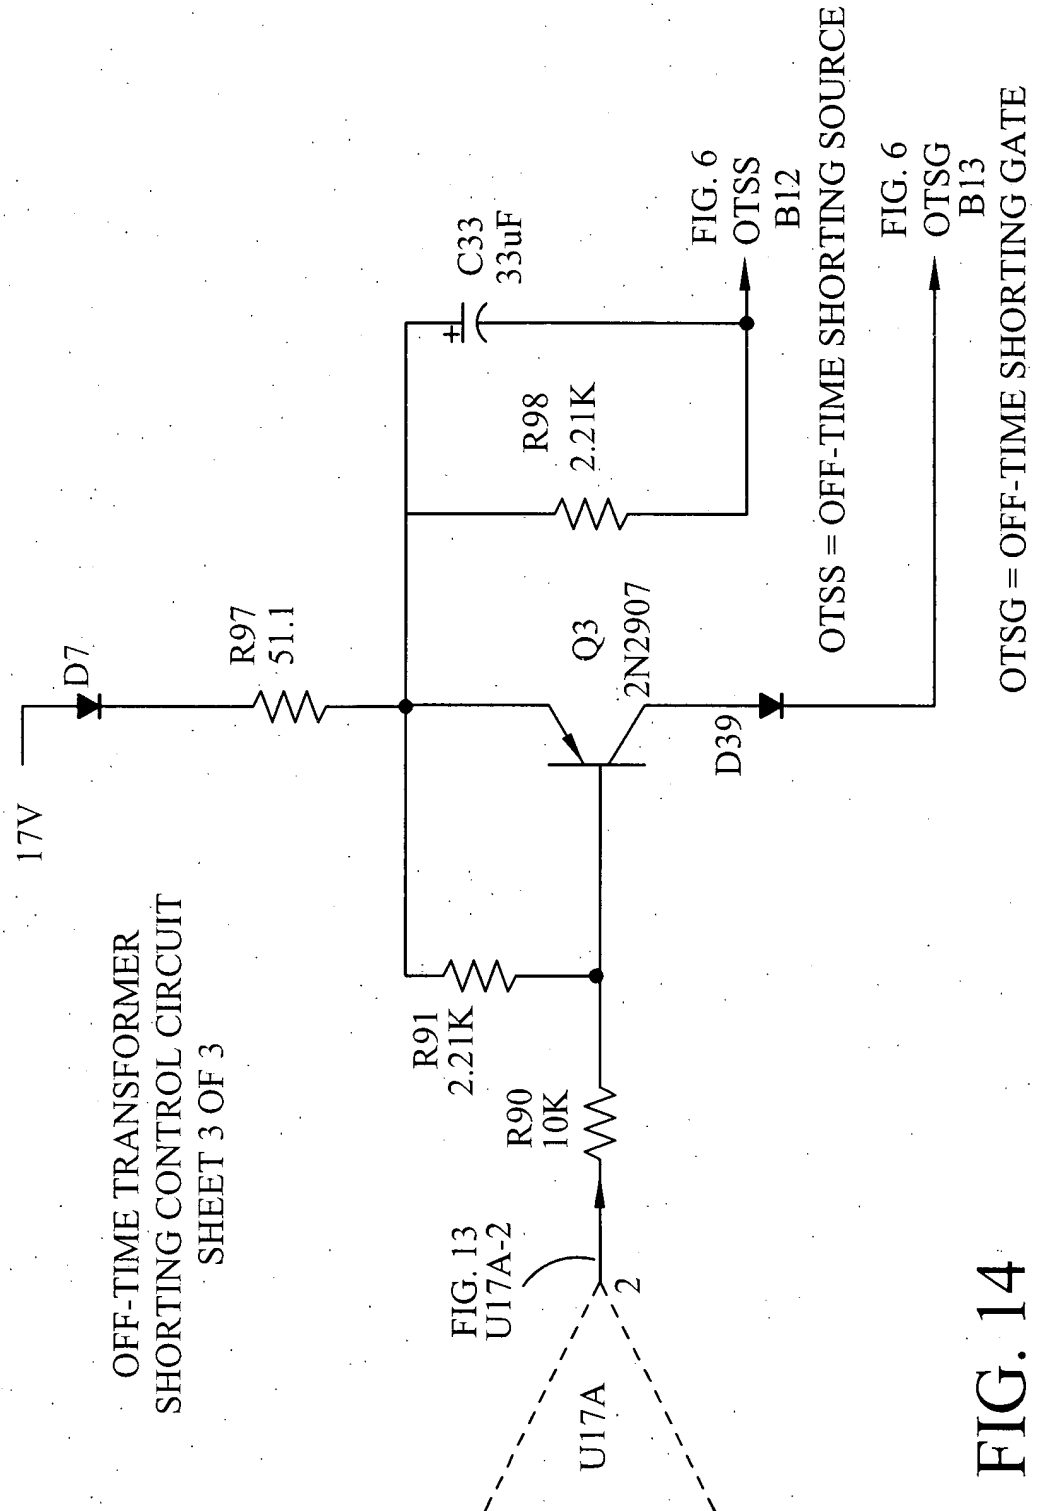 OFF-TIME TRANSFORMER
SHORTING CONTROL CIRCUIT
SHEET 3 OF 3
17V
D7
R97
51.1
R91
2.21K
R90
10K
FIG. 13
U17A-2
2
U17A
Q3
2N2907
D39
R98
2.21K
+
C33
33uF
FIG. 6
OTSS
B12
OTSS = OFF-TIME SHORTING SOURCE
FIG. 6
OTSG
B13
OTSG = OFF-TIME SHORTING GATE
FIG. 14